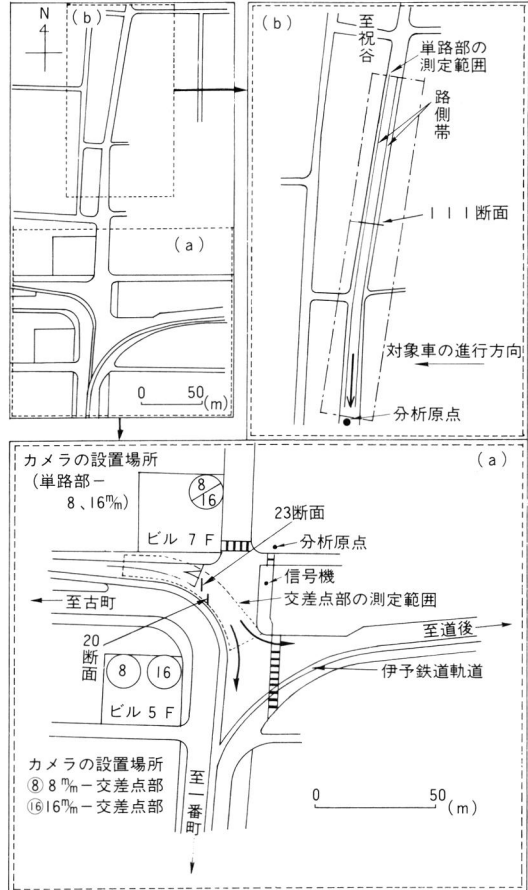 N
4
(b)
(a)
0 50
(m)
(b)
至祝谷
単路部の
測定範囲
路側帯
111断面
対象車の進行方向
分析原点
(a)
カメラの設置場所
(単路部-
8、16㎜)
8
16
ビル 7 F
23断面
分析原点
信号機
交差点部の測定範囲
至古町
至道後
20
断面
伊予鉄道軌道
8 16
ビル 5 F
カメラの設置場所
⑧8㎜-交差点部
⑯16㎜-交差点部
至一番町
0 50
(m)